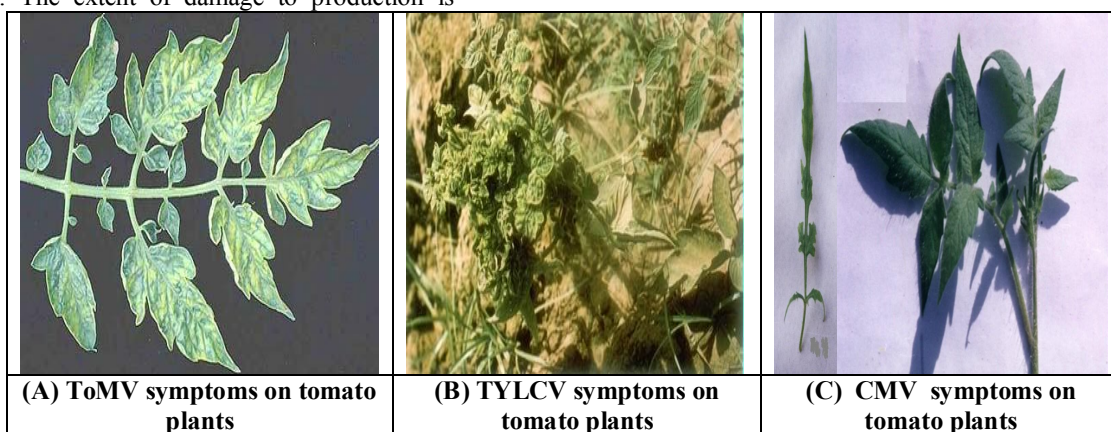 . The extent of damage to production is
(A) ToMV symptoms on tomato
plants
(B) TYLCV symptoms on
tomato plants
(C) CMV symptoms on
tomato plants